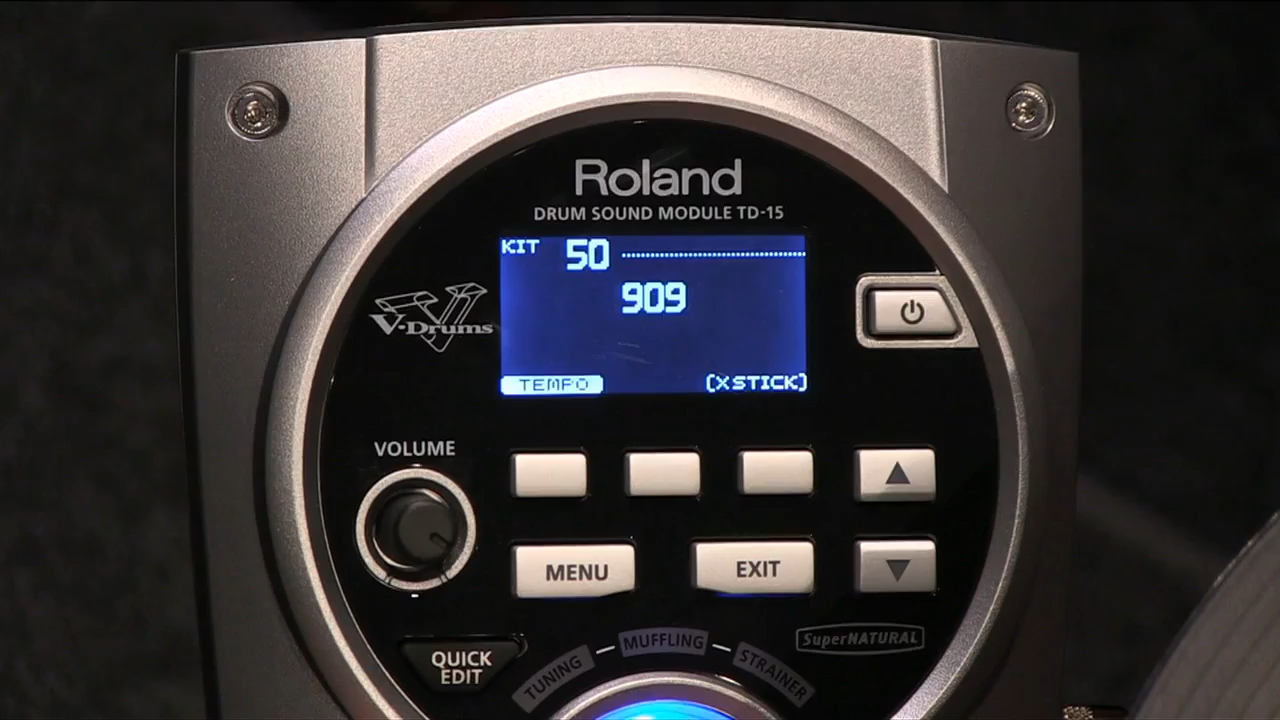 Roland
DRUM SOUND MODULE TD-15
KIT 50
909
TEMPO [XSTICK]
V-Drums
VOLUME
MENU
EXIT
QUICK
EDIT
TUNING MUFFLING STRAINER
SuperNATURAL